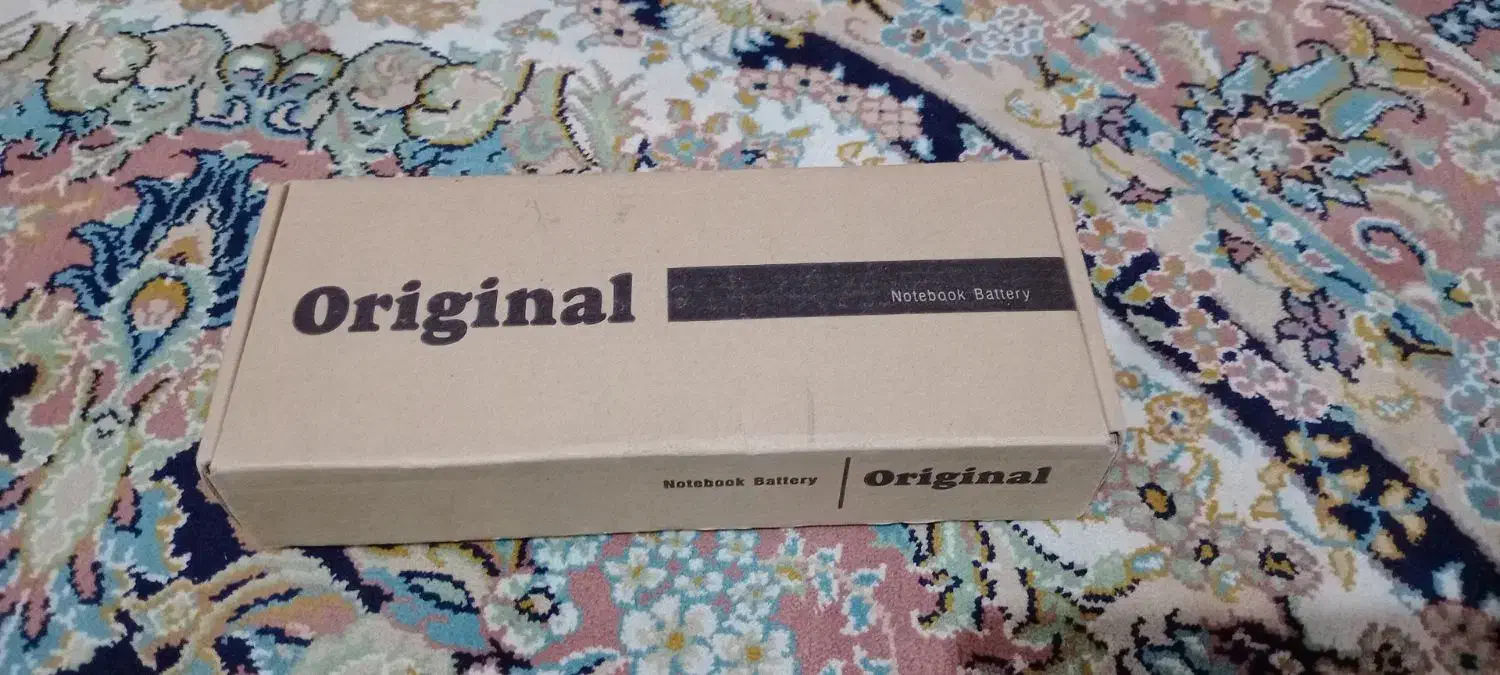 Original
Notebook Battery
Notebook Battery | Original